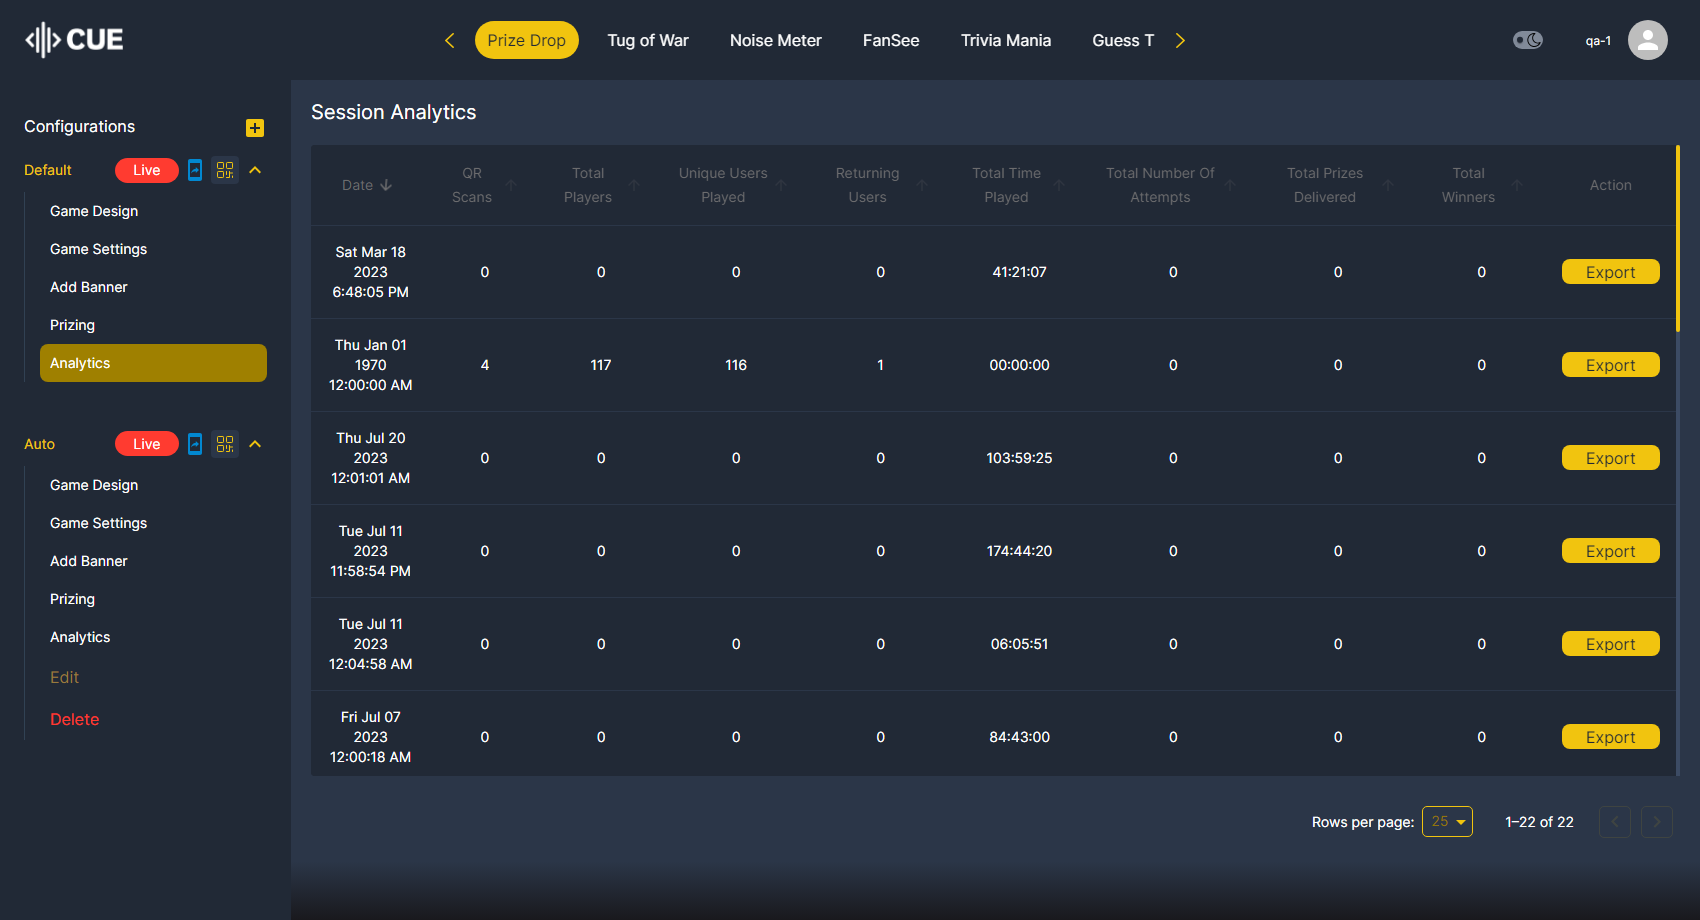 CUE
Prize Drop
Tug of War
Noise Meter
FanSee
Trivia Mania
Guess T
qa-1
Configurations
Default
Live
Game Design
Game Settings
Add Banner
Prizing
Analytics
Auto
Live
Game Design
Game Settings
Add Banner
Prizing
Analytics
Edit
Delete
Session Analytics
Date
QR
Scans
Total
Players
Unique Users
Played
Returning
Users
Total Time
Played
Total Number Of
Attempts
Total Prizes
Delivered
Total
Winners
Action
Sat Mar 18
2023
6:48:05 PM
0
0
0
0
41:21:07
0
0
0
Export
Thu Jan 01
1970
12:00:00 AM
4
117
116
1
00:00:00
0
0
0
Export
Thu Jul 20
2023
12:01:01 AM
0
0
0
0
103:59:25
0
0
0
Export
Tue Jul 11
2023
11:58:54 PM
0
0
0
0
174:44:20
0
0
0
Export
Tue Jul 11
2023
12:04:58 AM
0
0
0
0
06:05:51
0
0
0
Export
Fri Jul 07
2023
12:00:18 AM
0
0
0
0
84:43:00
0
0
0
Export
Rows per page:
25
1–22 of 22